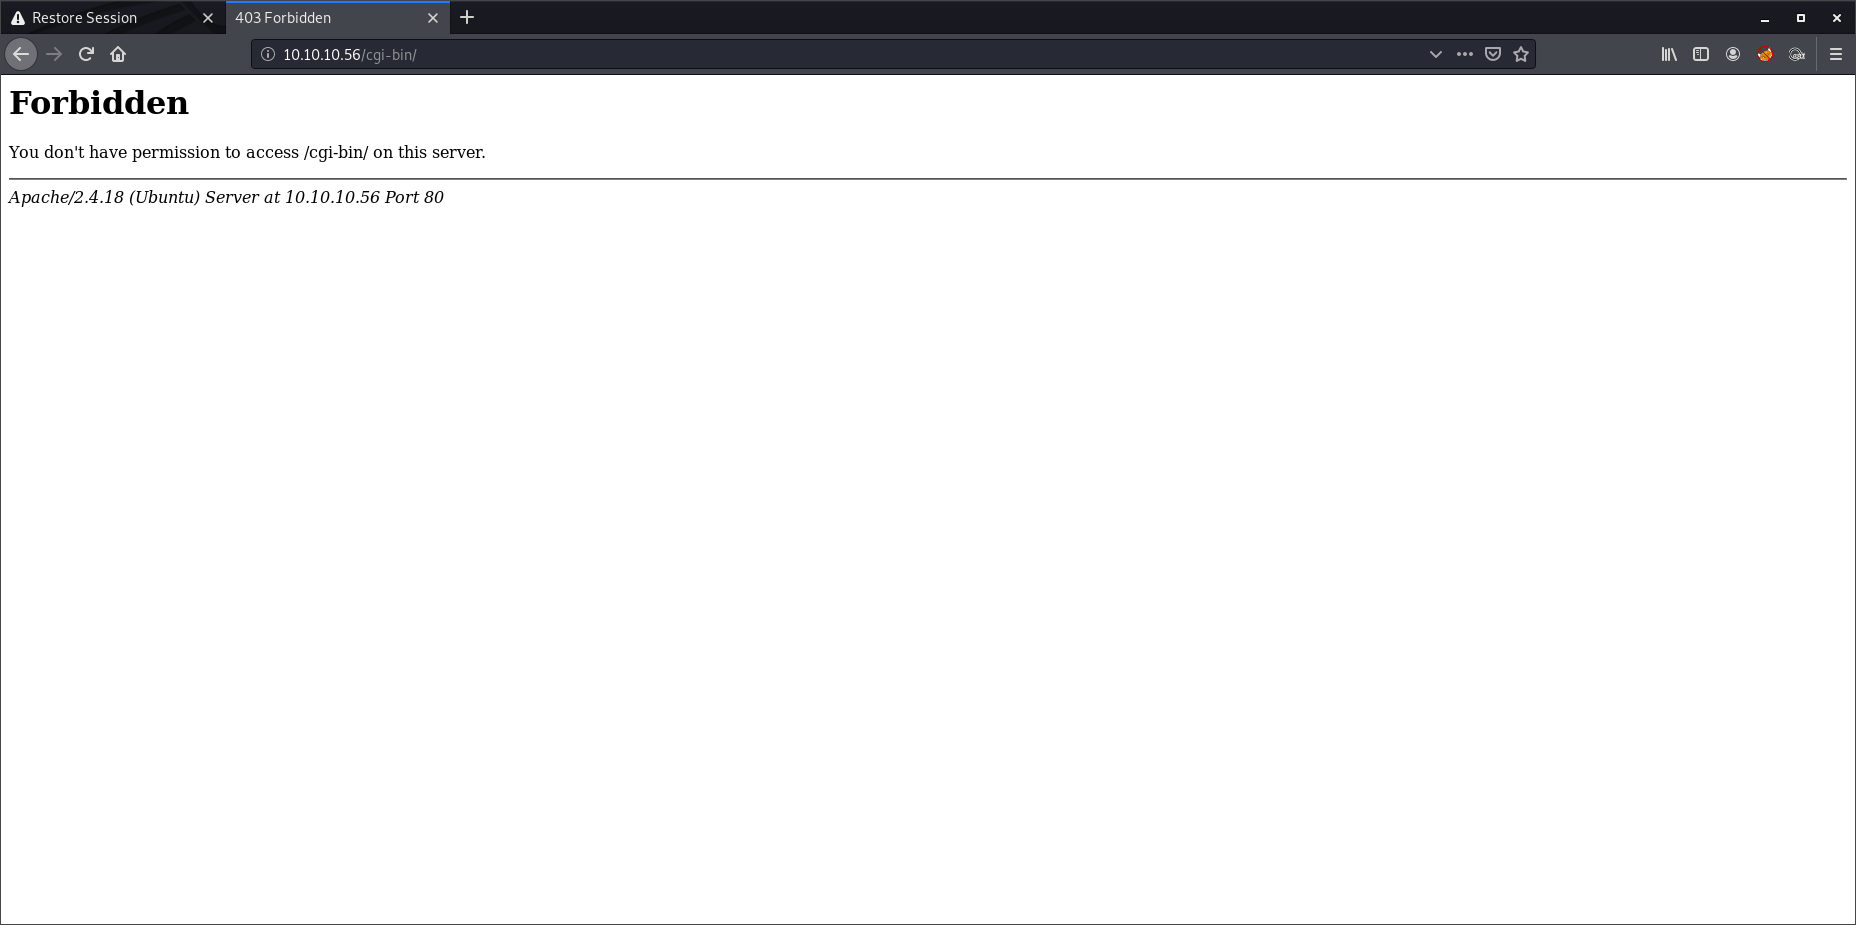 Restore Session
403 Forbidden
10.10.10.56/cgi-bin/
Forbidden
You don't have permission to access /cgi-bin/ on this server.
Apache/2.4.18 (Ubuntu) Server at 10.10.10.56 Port 80